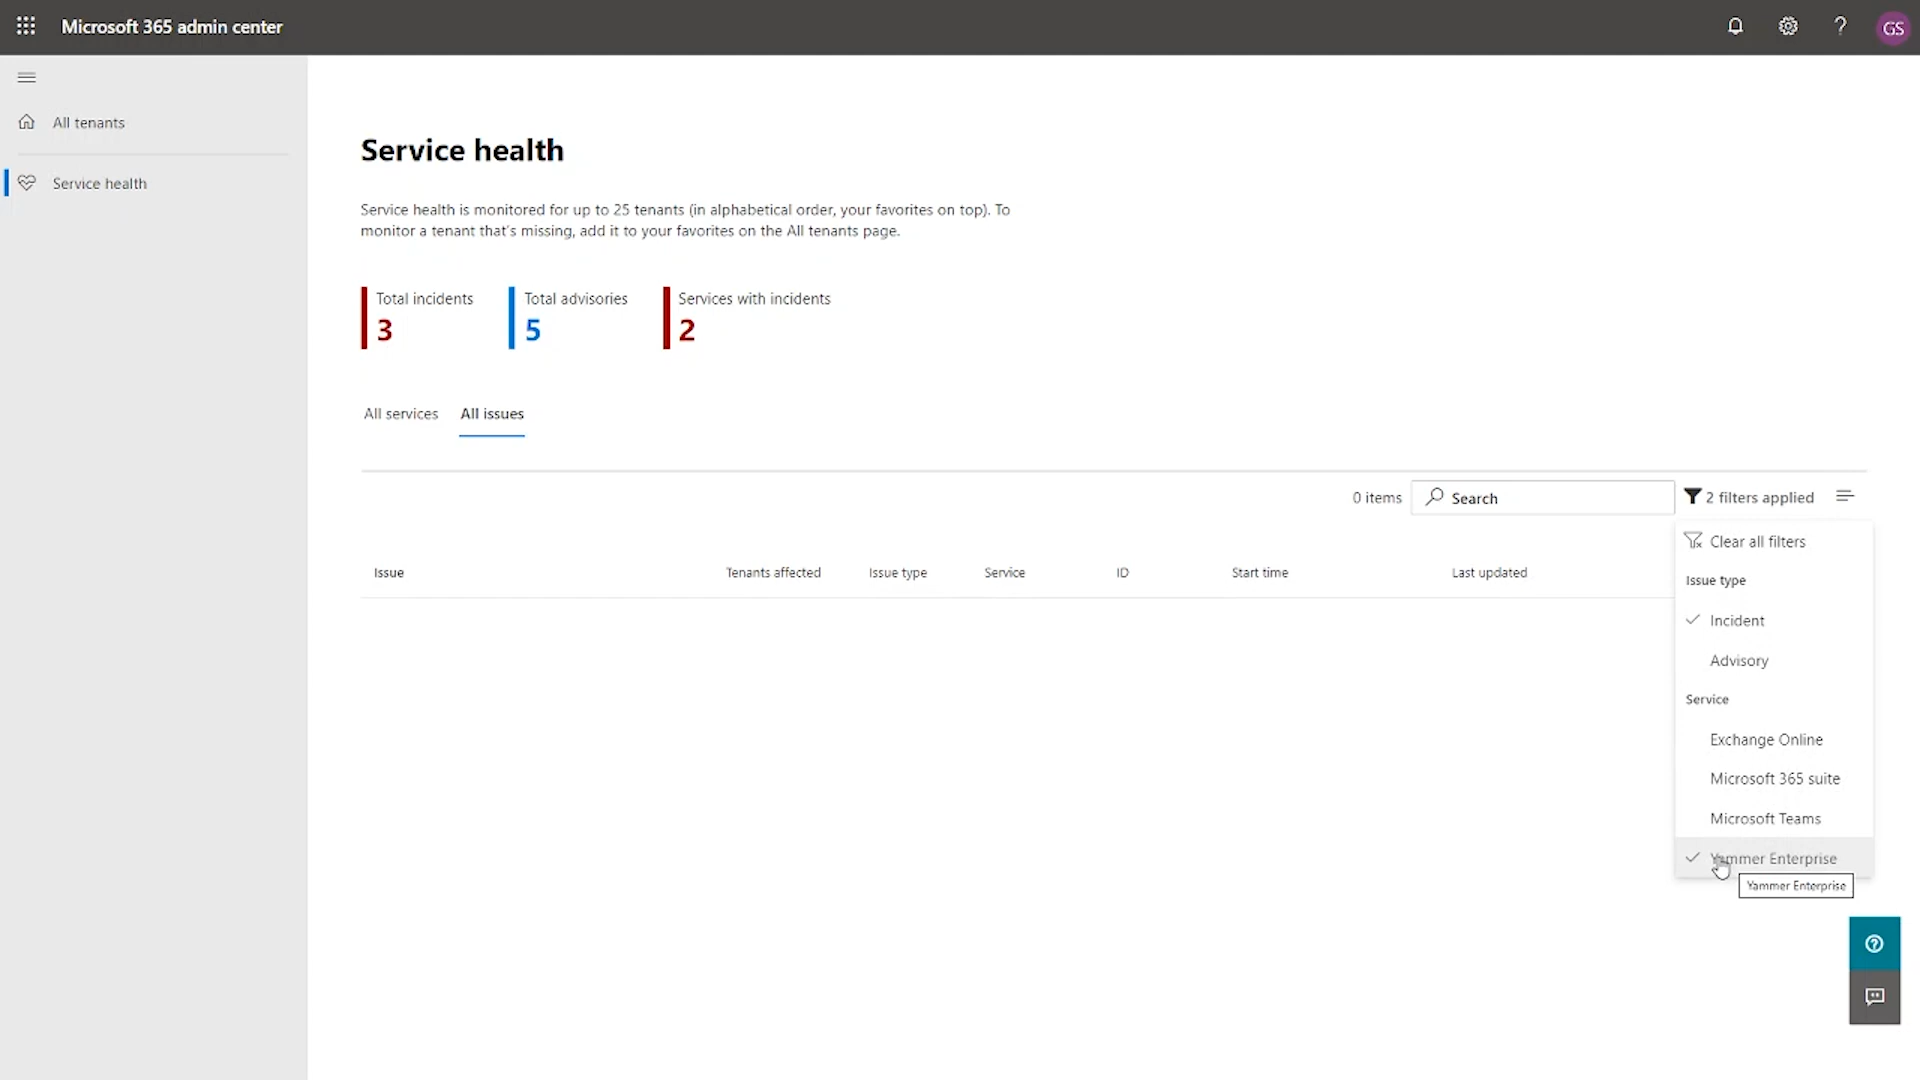 Microsoft 365 admin center
GS
All tenants
Service health
Service health
Service health is monitored for up to 25 tenants (in alphabetical order, your favorites on top). To
monitor a tenant that's missing, add it to your favorites on the All tenants page.
Total incidents
3
Total advisories
5
Services with incidents
2
All services
All issues
0 items
Search
2 filters applied
Clear all filters
Issue
Tenants affected
Issue type
Service
ID
Start time
Last updated
Issue type
Incident
Advisory
Service
Exchange Online
Microsoft 365 suite
Microsoft Teams
Yammer Enterprise
Yammer Enterprise